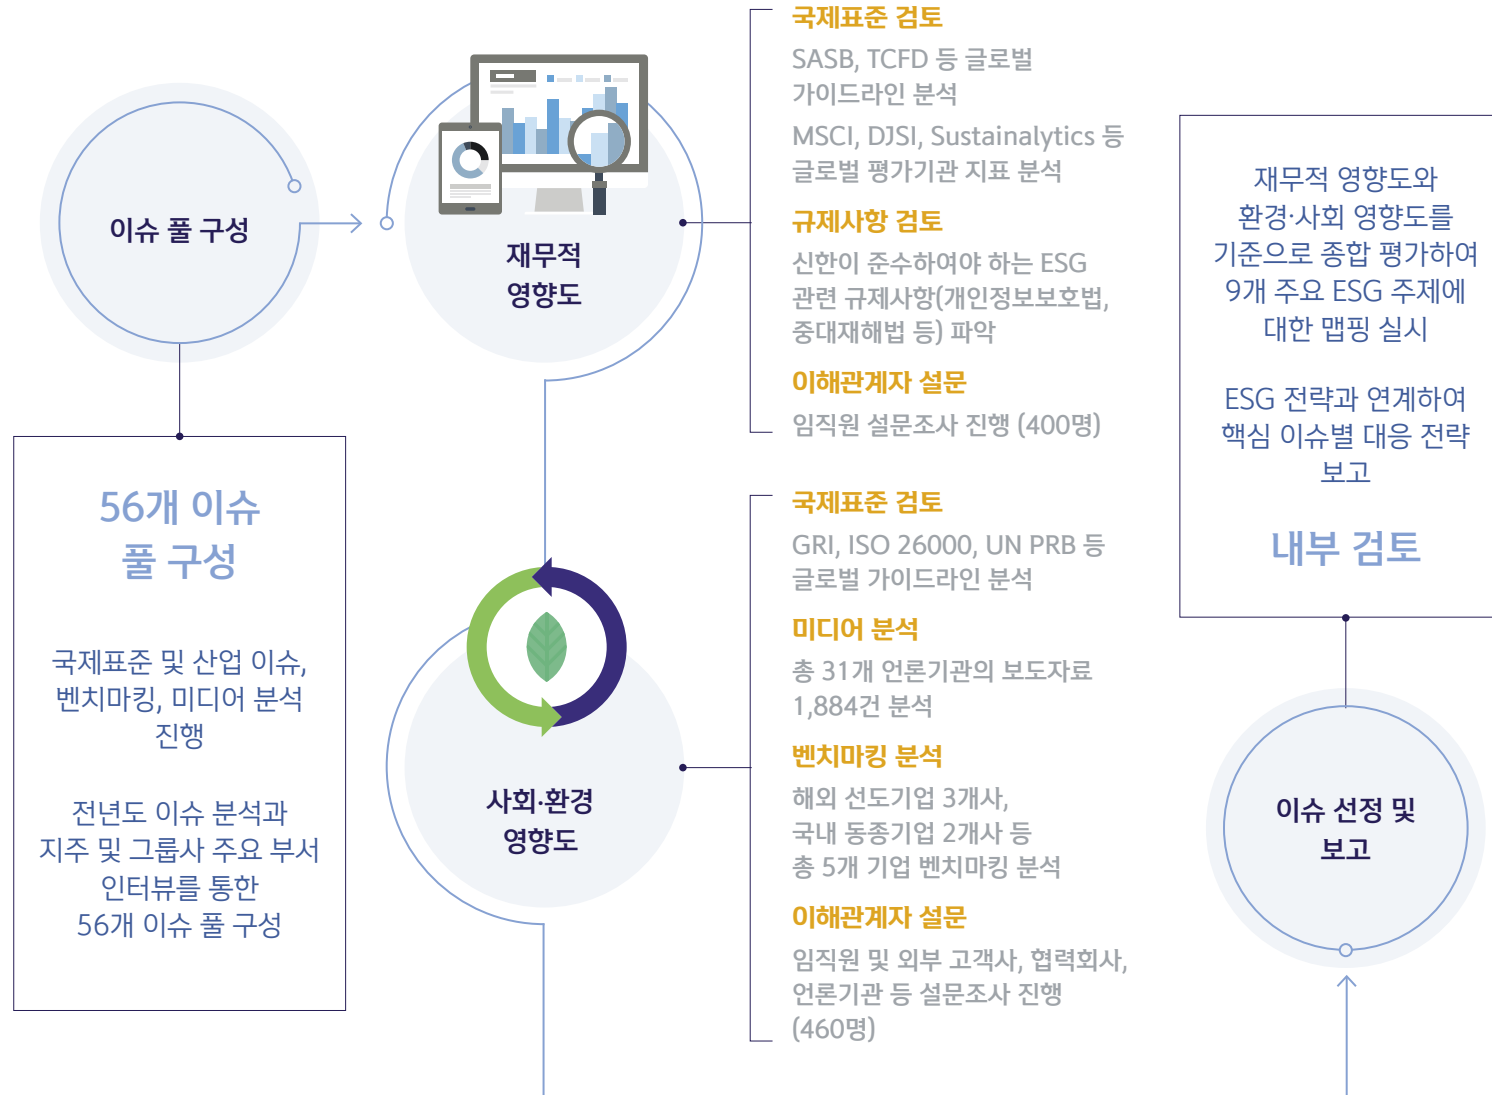 이슈 풀 구성
56개 이슈
풀 구성
국제표준 및 산업 이슈,
벤치마킹, 미디어 분석
진행
전년도 이슈 분석과
지주 및 그룹사 주요 부서
인터뷰를 통한
56개 이슈 풀 구성
재무적
영향도
국제표준 검토
SASB, TCFD 등 글로벌
가이드라인 분석
MSCI, DJSI, Sustainalytics 등
글로벌 평가기관 지표 분석
규제사항 검토
신한이 준수하여야 하는 ESG
관련 규제사항(개인정보보호법,
중대재해법 등) 파악
이해관계자 설문
임직원 설문조사 진행 (400명)
사회·환경
영향도
국제표준 검토
GRI, ISO 26000, UN PRB 등
글로벌 가이드라인 분석
미디어 분석
총 31개 언론기관의 보도자료
1,884건 분석
벤치마킹 분석
해외 선도기업 3개사,
국내 동종기업 2개사 등
총 5개 기업 벤치마킹 분석
이해관계자 설문
임직원 및 외부 고객사, 협력회사,
언론기관 등 설문조사 진행
(460명)
재무적 영향도와
환경·사회 영향도를
기준으로 종합 평가하여
9개 주요 ESG 주제에
대한 맵핑 실시
ESG 전략과 연계하여
핵심 이슈별 대응 전략
보고
내부 검토
이슈 선정 및
보고